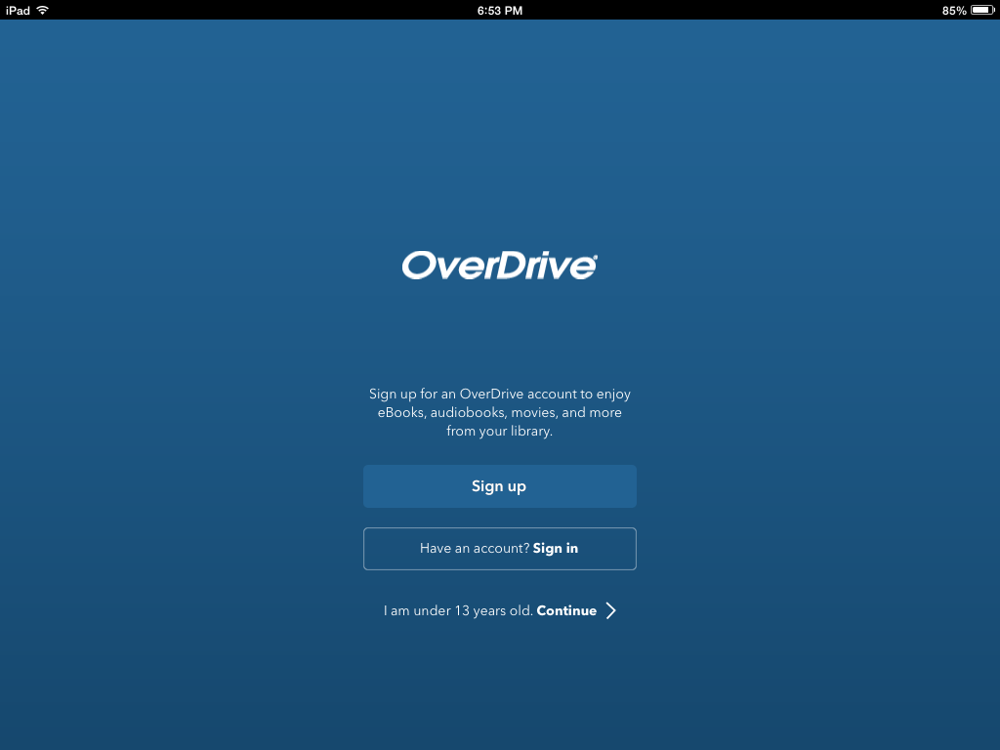 iPad 6:53 PM 85%
OverDrive
Sign up for an OverDrive account to enjoy
eBooks, audiobooks, movies, and more
from your library.
Sign up
Have an account? Sign in
I am under 13 years old. Continue